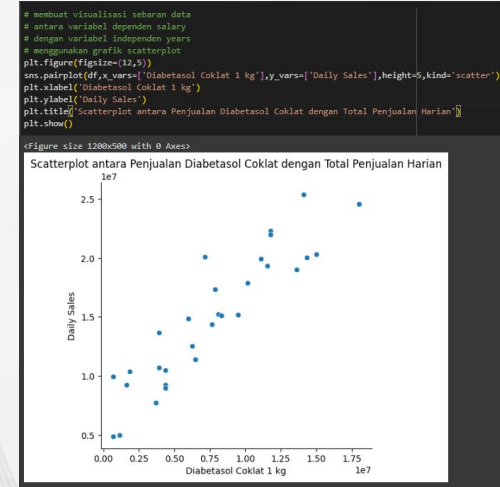 # membuat visualisasi sebaran data
# antara variabel dependen salary
# dengan variabel independen years
# menggunakan grafik scatterplot
plt.figure(figsize=(12,5))
sns.pairplot(df,x_vars=['Diabetasol Coklat 1 kg'],y_vars=['Daily Sales'],height=5,kind='scatter')
plt.xlabel('Diabetasol Coklat 1 kg')
plt.ylabel('Daily Sales')
plt.title('Scatterplot antara Penjualan Diabetasol Coklat dengan Total Penjualan Harian')
plt.show()
<Figure size 1200x500 with 0 Axes>
Scatterplot antara Penjualan Diabetasol Coklat dengan Total Penjualan Harian
1e7
2.5
2.0
1.5
1.0
0.5
Daily Sales
0.00 0.25 0.50 0.75 1.00 1.25 1.50 1.75
Diabetasol Coklat 1 kg
1e7